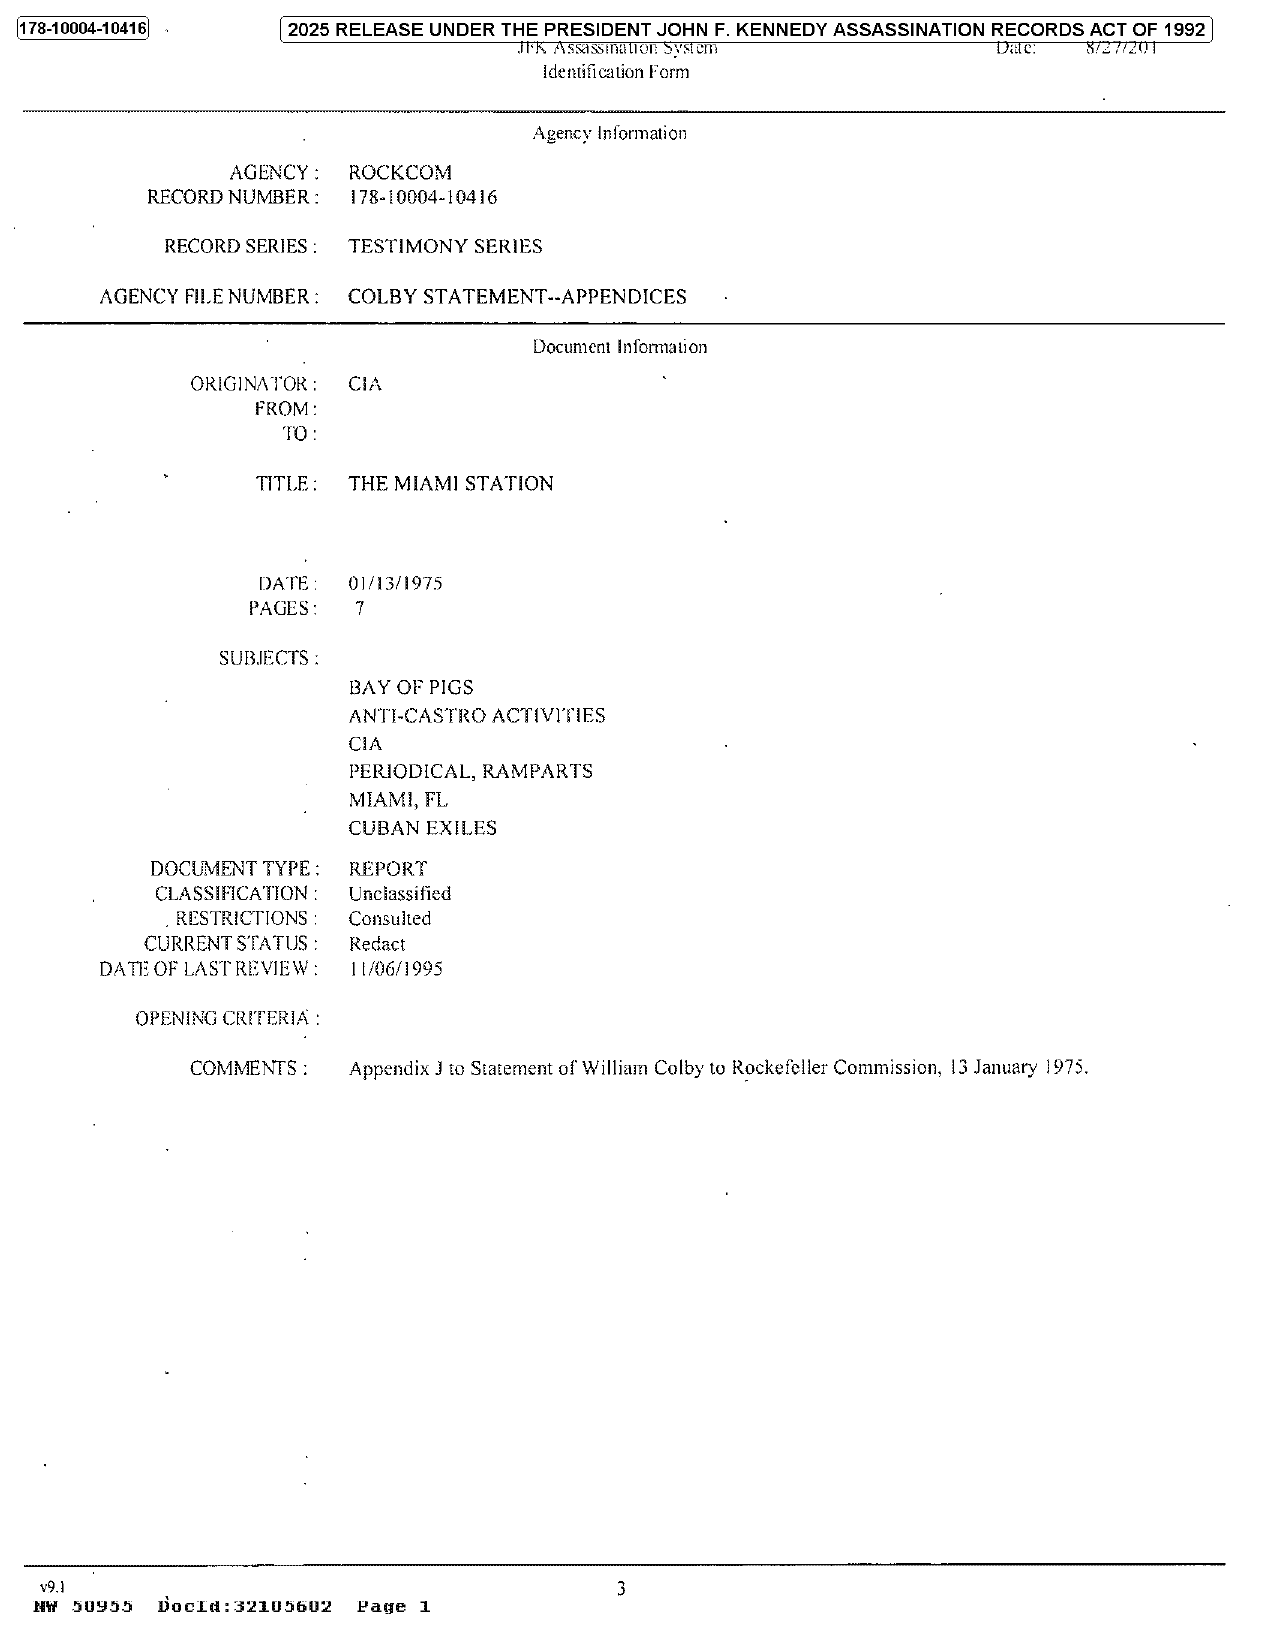 178-10004-10416
2025 RELEASE UNDER THE PRESIDENT JOHN F. KENNEDY ASSASSINATION RECORDS ACT OF 1992
JFK Assassination System Date: 8/27/201
Identification Form
Agency Information
AGENCY : ROCKCOM
RECORD NUMBER : 178-10004-10416
RECORD SERIES : TESTIMONY SERIES
AGENCY FILE NUMBER : COLBY STATEMENT--APPENDICES
Document Information
ORIGINATOR : CIA
FROM :
TO :
TITLE : THE MIAMI STATION
DATE : 01/13/1975
PAGES : 7
SUBJECTS :
BAY OF PIGS
ANTI-CASTRO ACTIVITIES
CIA
PERIODICAL, RAMPARTS
MIAMI, FL
CUBAN EXILES
DOCUMENT TYPE : REPORT
CLASSIFICATION : Unclassified
RESTRICTIONS : Consulted
CURRENT STATUS : Redact
DATE OF LAST REVIEW : 11/06/1995
OPENING CRITERIA :
COMMENTS : Appendix J to Statement of William Colby to Rockefeller Commission, 13 January 1975.
v9.1 3
NW 50955 DocId:32105602 Page 1